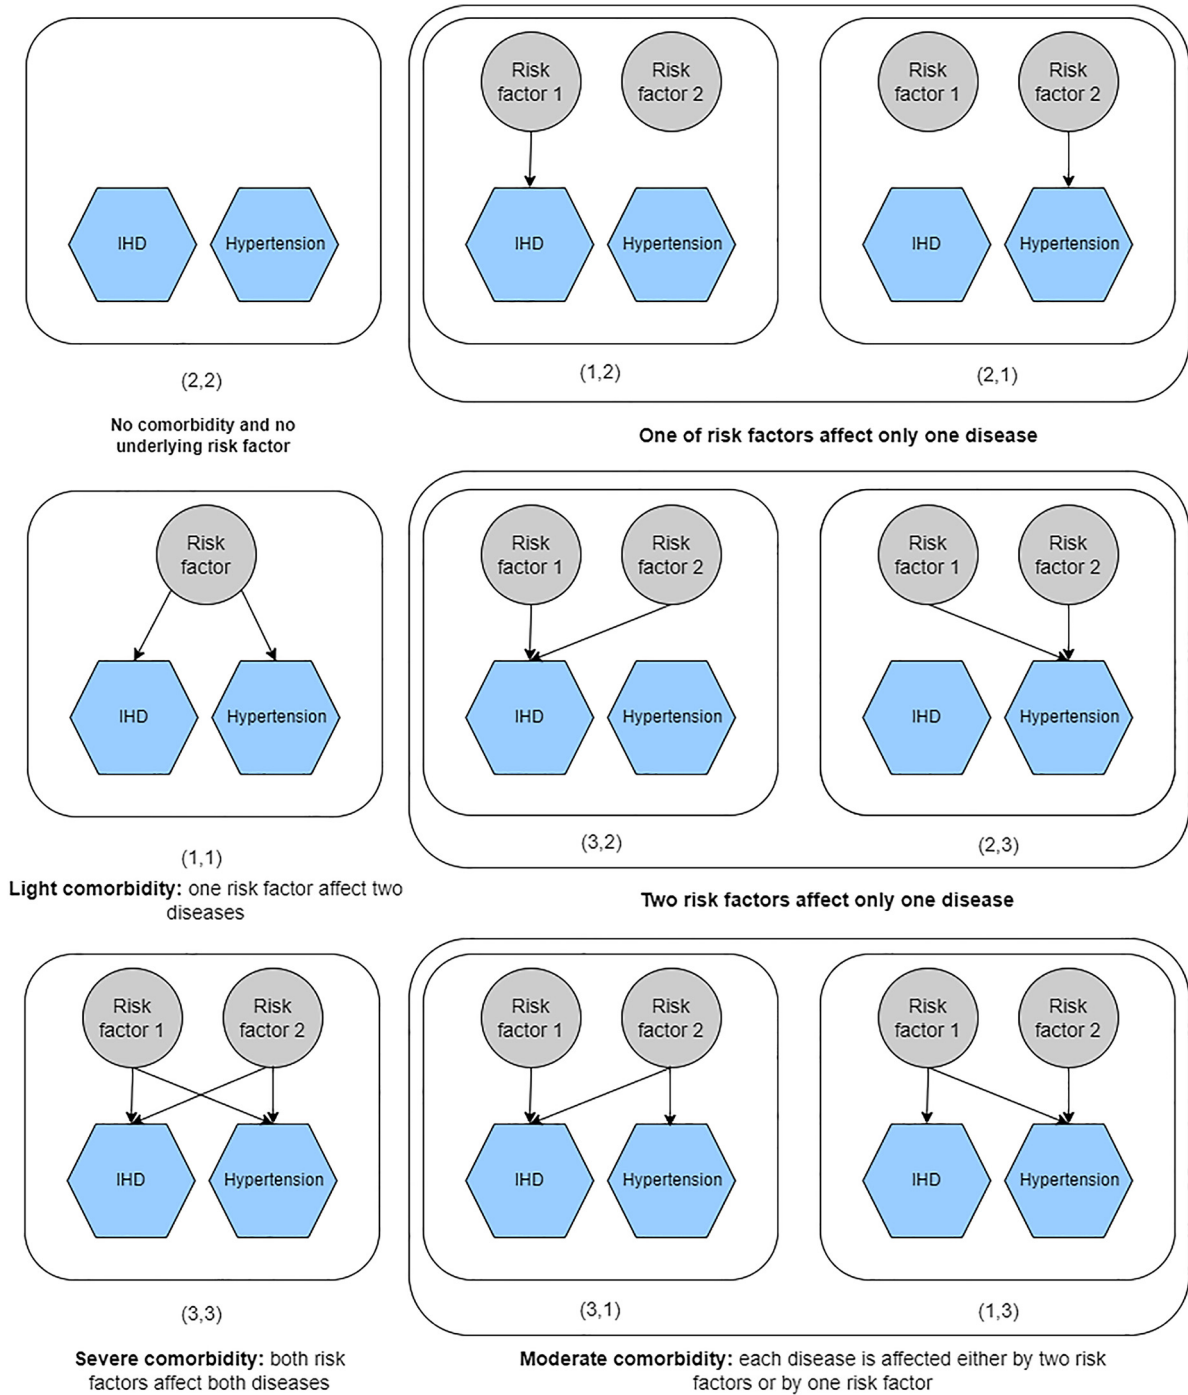 Risk
factor 1
Risk
factor 2
Risk
factor 1
Risk
factor 2
IHD
Hypertension
IHD
Hypertension
IHD
Hypertension
(2,2)
(1,2)
(2,1)
No comorbidity and no
underlying risk factor
One of risk factors affect only one disease
Risk
factor
Risk
factor 1
Risk
factor 2
Risk
factor 1
Risk
factor 2
IHD
Hypertension
IHD
Hypertension
IHD
Hypertension
(1,1)
(3,2)
(2,3)
Light comorbidity: one risk factor affect two
diseases
Two risk factors affect only one disease
Risk
factor 1
Risk
factor 2
Risk
factor 1
Risk
factor 2
Risk
factor 1
Risk
factor 2
IHD
Hypertension
IHD
Hypertension
IHD
Hypertension
(3,3)
(3,1)
(1,3)
Severe comorbidity: both risk
factors affect both diseases
Moderate comorbidity: each disease is affected either by two risk
factors or by one risk factor